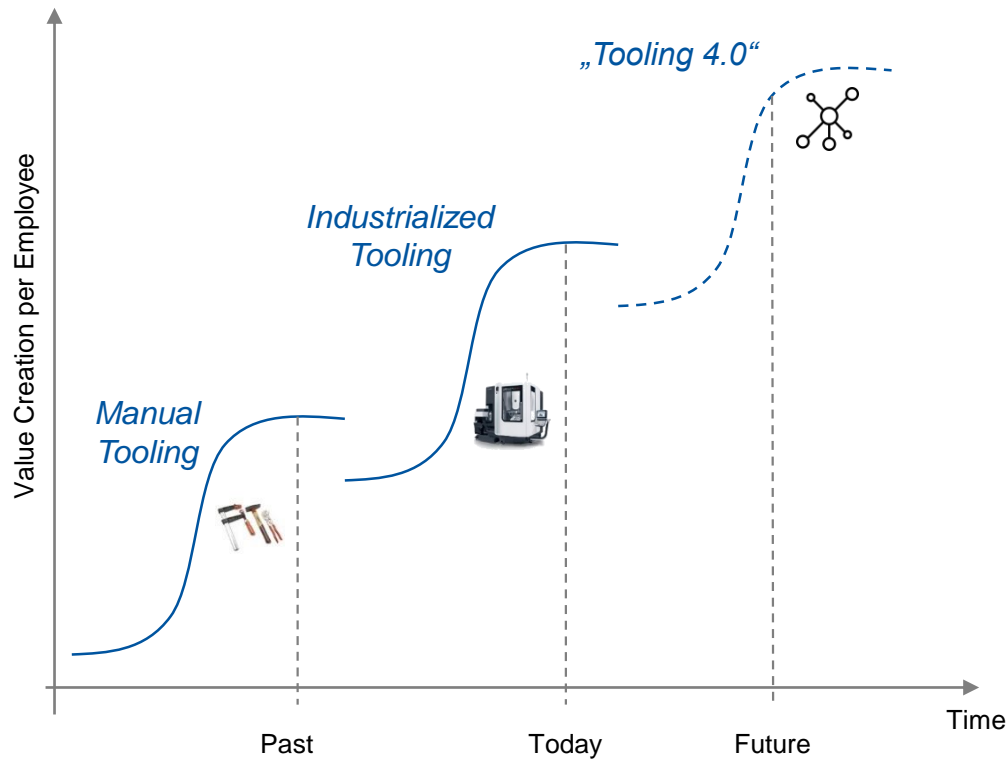 „Tooling 4.0“
Industrialized
Tooling
Manual
Tooling
Value Creation per Employee
Time
Past
Today
Future